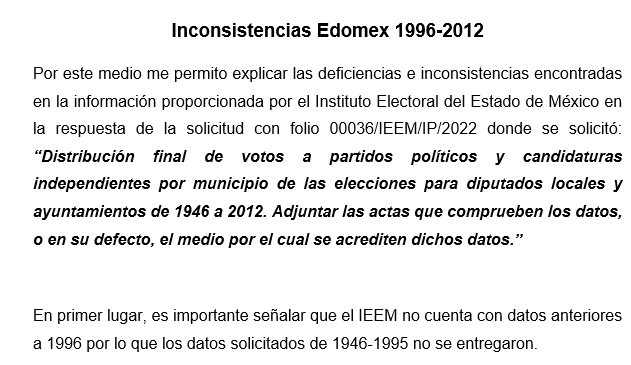 Inconsistencias Edomex 1996-2012
Por este medio me permito explicar las deficiencias e inconsistencias encontradas
en la información proporcionada por el Instituto Electoral del Estado de México en
la respuesta de la solicitud con folio 00036/IEEM/IP/2022 donde se solicitó:
“Distribución final de votos a partidos políticos y candidaturas
independientes por municipio de las elecciones para diputados locales y
ayuntamientos de 1946 a 2012. Adjuntar las actas que comprueben los datos,
o en su defecto, el medio por el cual se acrediten dichos datos.”
En primer lugar, es importante señalar que el IEEM no cuenta con datos anteriores
a 1996 por lo que los datos solicitados de 1946-1995 no se entregaron.